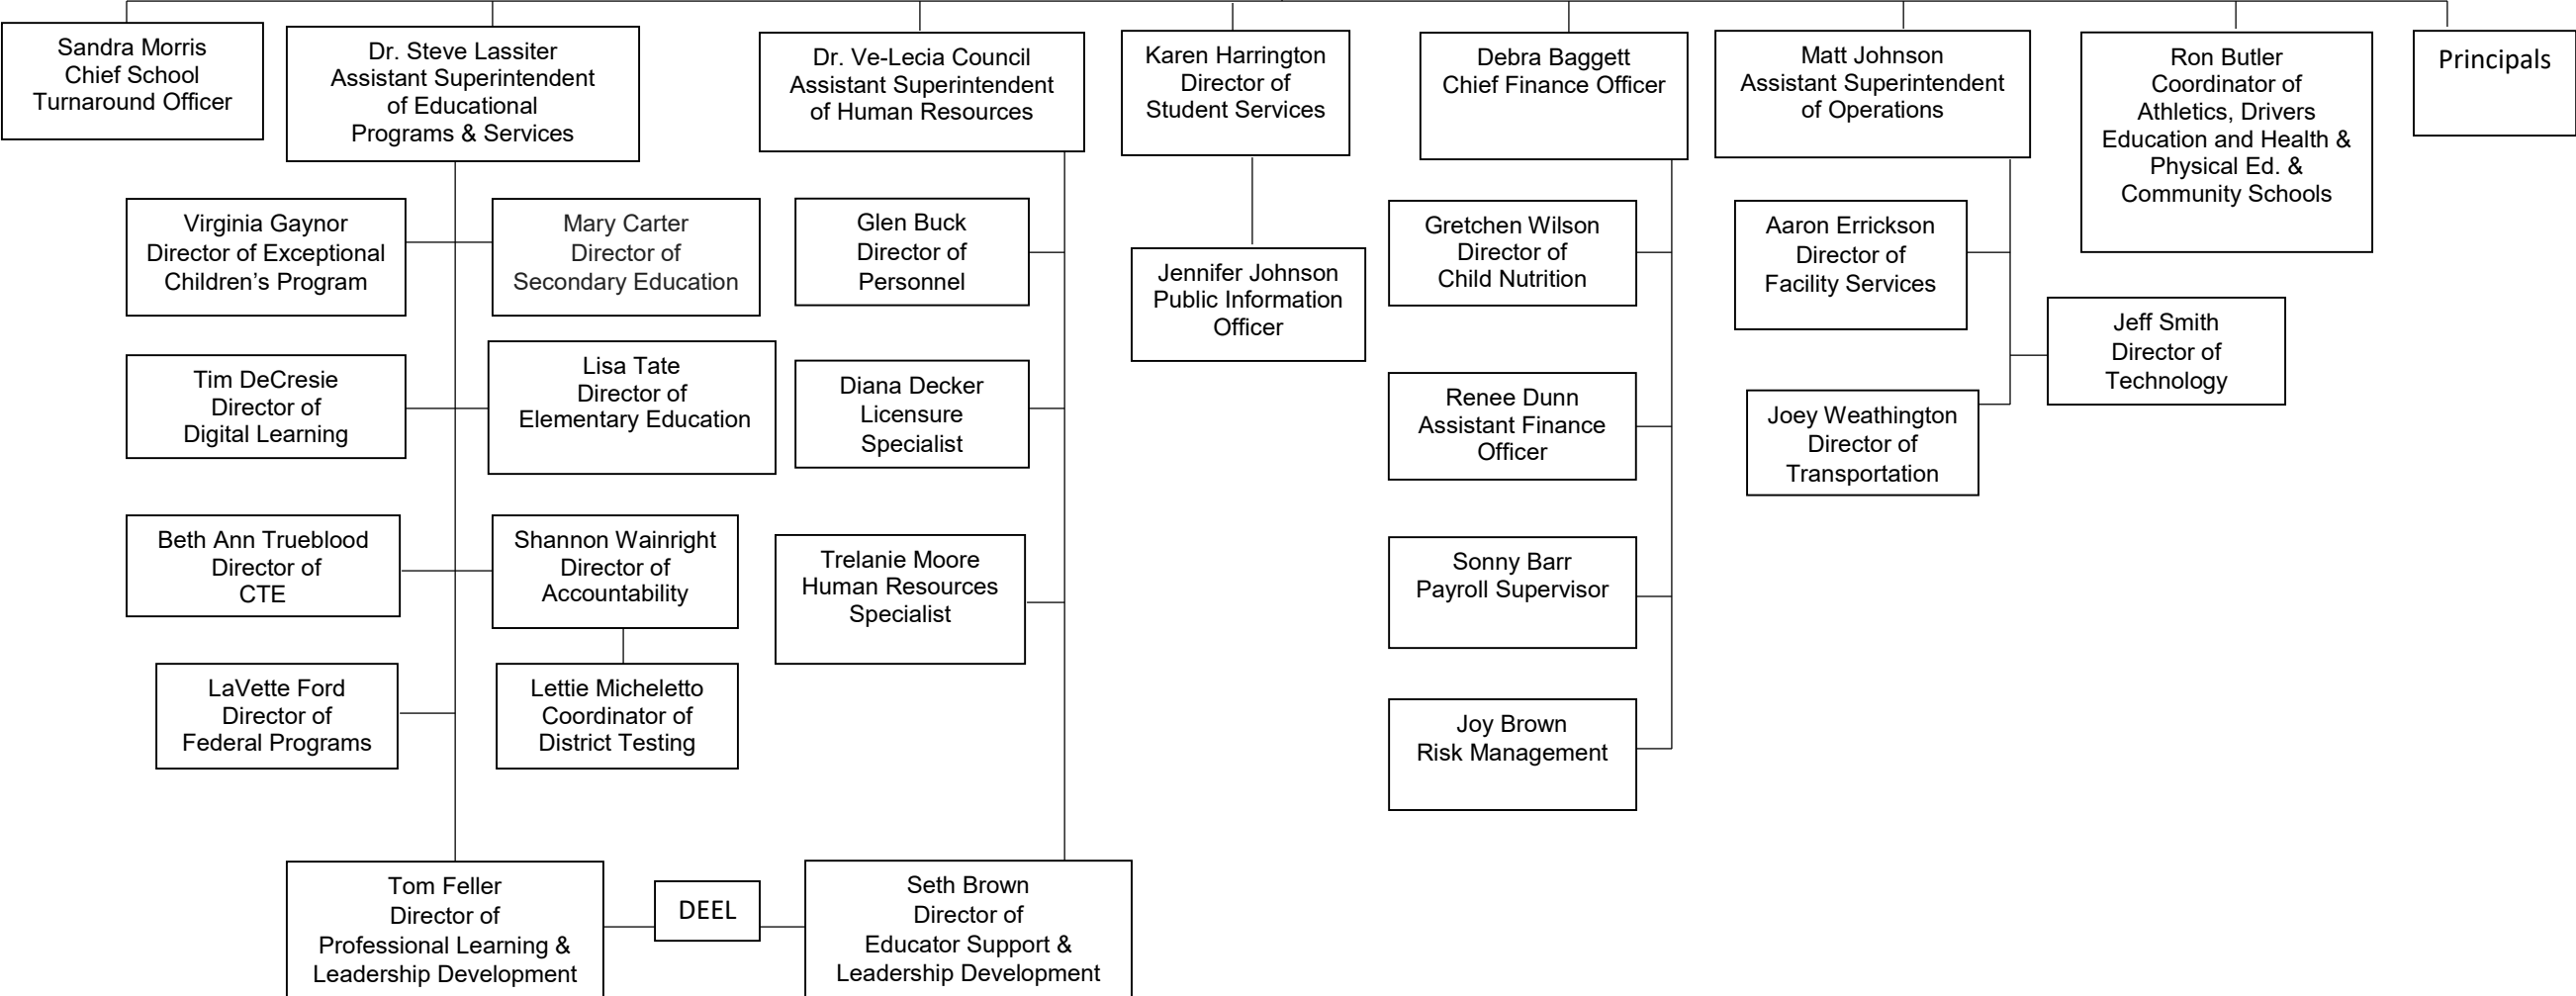 Sandra Morris
Chief School
Turnaround Officer
Dr. Steve Lassiter
Assistant Superintendent
of Educational
Programs & Services
Dr. Ve-Lecia Council
Assistant Superintendent
of Human Resources
Karen Harrington
Director of
Student Services
Debra Baggett
Chief Finance Officer
Matt Johnson
Assistant Superintendent
of Operations
Ron Butler
Coordinator of
Athletics, Drivers
Education and Health &
Physical Ed. &
Community Schools
Principals
Virginia Gaynor
Director of Exceptional
Children’s Program
Mary Carter
Director of
Secondary Education
Glen Buck
Director of
Personnel
Jennifer Johnson
Public Information
Officer
Gretchen Wilson
Director of
Child Nutrition
Aaron Errickson
Director of
Facility Services
Jeff Smith
Director of
Technology
Tim DeCresie
Director of
Digital Learning
Lisa Tate
Director of
Elementary Education
Diana Decker
Licensure
Specialist
Renee Dunn
Assistant Finance
Officer
Joey Weathington
Director of
Transportation
Beth Ann Trueblood
Director of
CTE
Shannon Wainright
Director of
Accountability
Trelanie Moore
Human Resources
Specialist
Sonny Barr
Payroll Supervisor
LaVette Ford
Director of
Federal Programs
Lettie Micheletto
Coordinator of
District Testing
Joy Brown
Risk Management
Tom Feller
Director of
Professional Learning &
Leadership Development
DEEL
Seth Brown
Director of
Educator Support &
Leadership Development